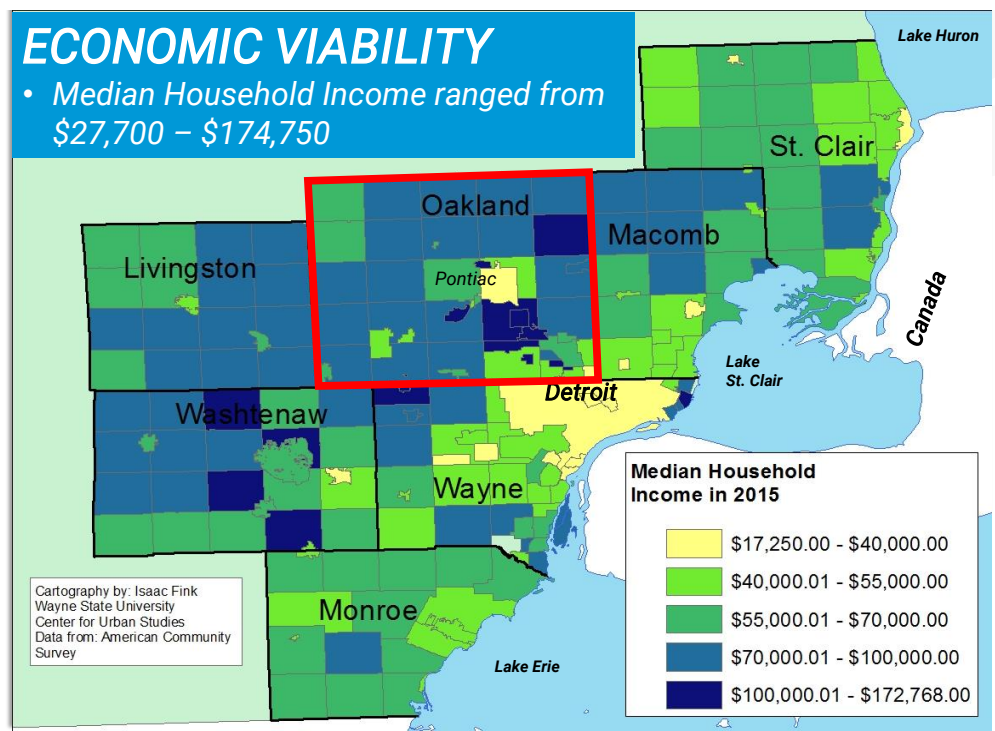 ECONOMIC VIABILITY
• Median Household Income ranged from
$27,700 – $174,750
Lake Huron
St. Clair
Oakland
Macomb
Livingston
Pontiac
Canada
Lake
St. Clair
Detroit
Washtenaw
Wayne
Monroe
Lake Erie
Median Household
Income in 2015
$17,250.00 - $40,000.00
$40,000.01 - $55,000.00
$55,000.01 - $70,000.00
$70,000.01 - $100,000.00
$100,000.01 - $172,768.00
Cartography by: Isaac Fink
Wayne State University
Center for Urban Studies
Data from: American Community
Survey